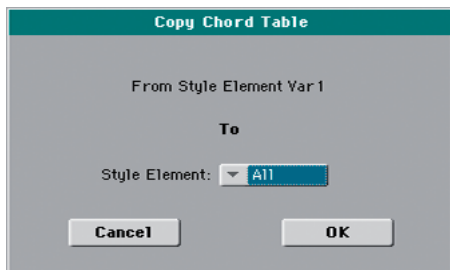 Copy Chord Table
From Style Element Var1
To
Style Element: All
Cancel OK